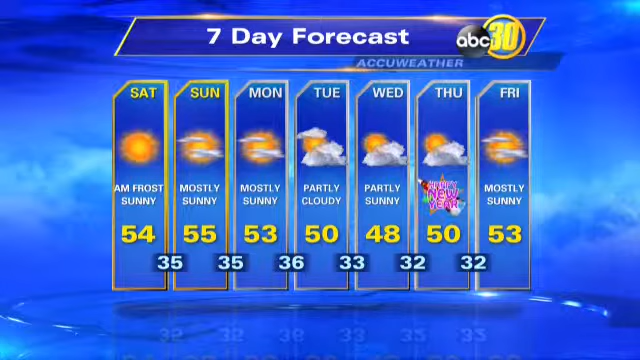 7 Day Forecast
abc 30
ACCUWEATHER
SAT
SUN
MON
TUE
WED
THU
FRI
AM FROST
SUNNY
MOSTLY
SUNNY
MOSTLY
SUNNY
PARTLY
CLOUDY
PARTLY
SUNNY
NEW
YEAR
MOSTLY
SUNNY
54
55
53
50
48
50
53
35
35
36
33
32
32